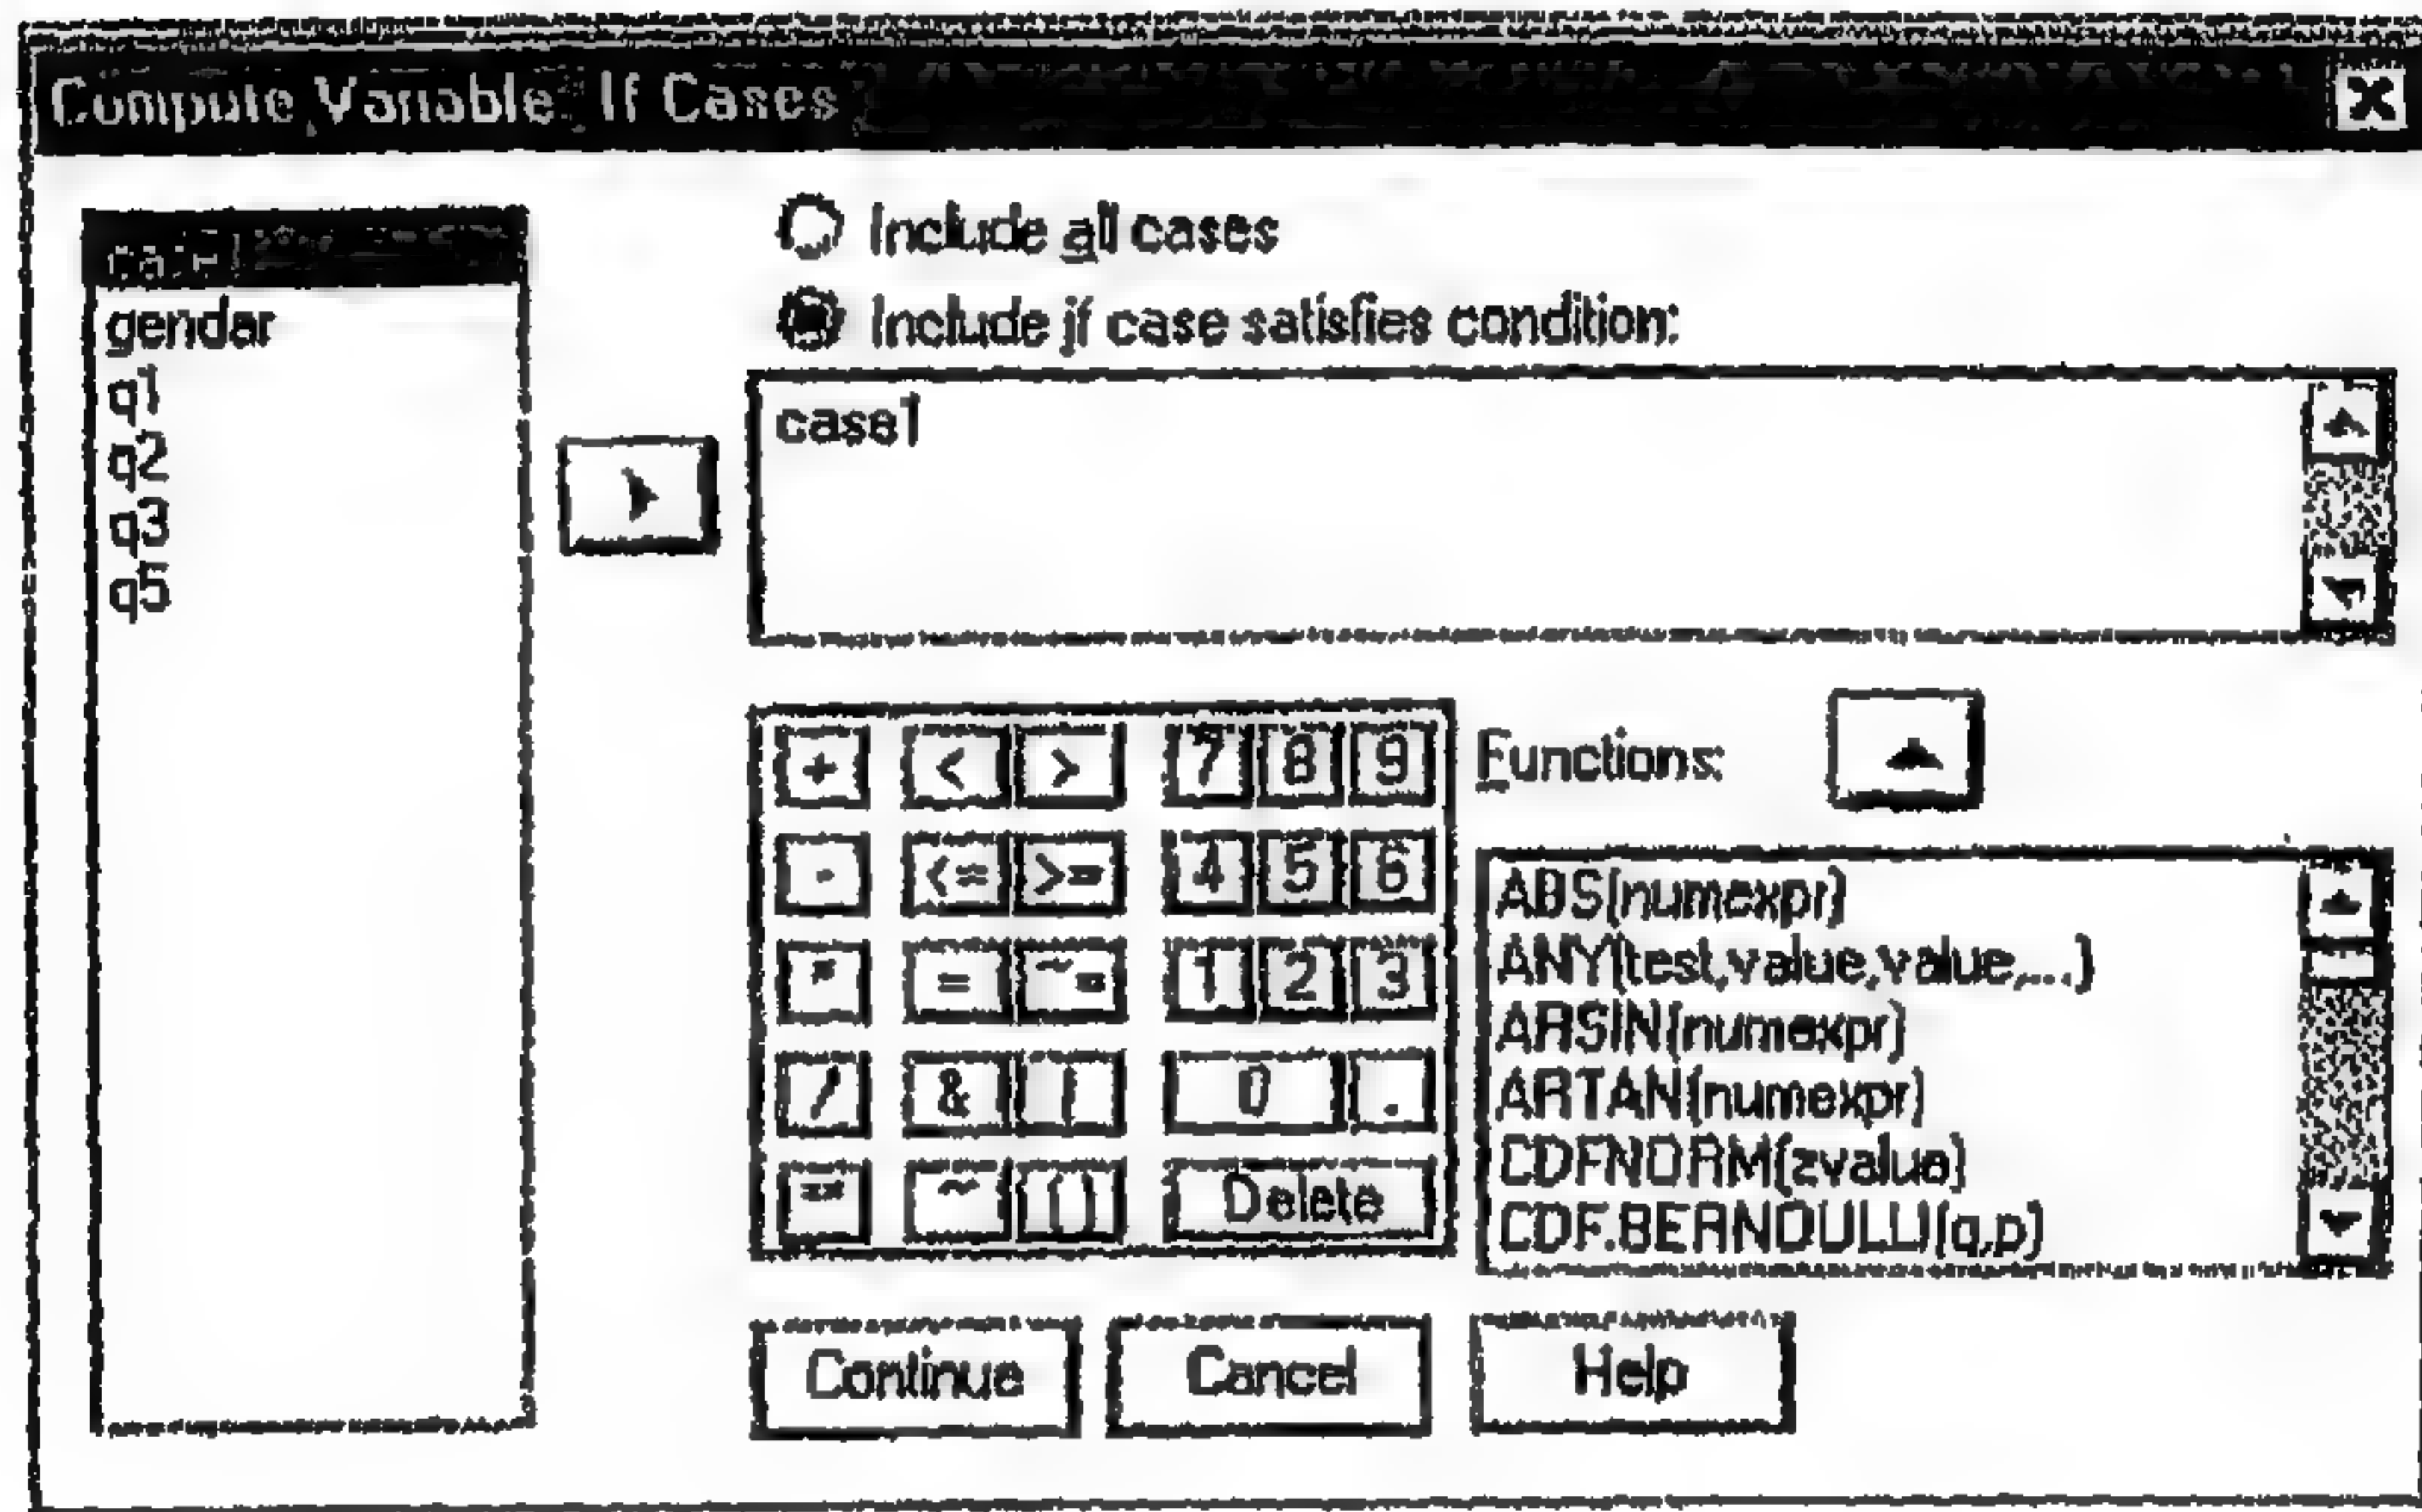 Compute Variable: If Cases
gendar
q1
q2
q3
q5
Include all cases
Include if case satisfies condition:
case1
+ < > 7 8 9
- <= >= 4 5 6
* = ~= 1 2 3
/ & | 0 .
** ~ () Delete
Functions:
ABS(numexpr)
ANY(test,value,value,...)
ARSIN(numexpr)
ARTAN(numexpr)
CDFNORM(zvalue)
CDF.BERNOULLI(q,p)
Continue Cancel Help